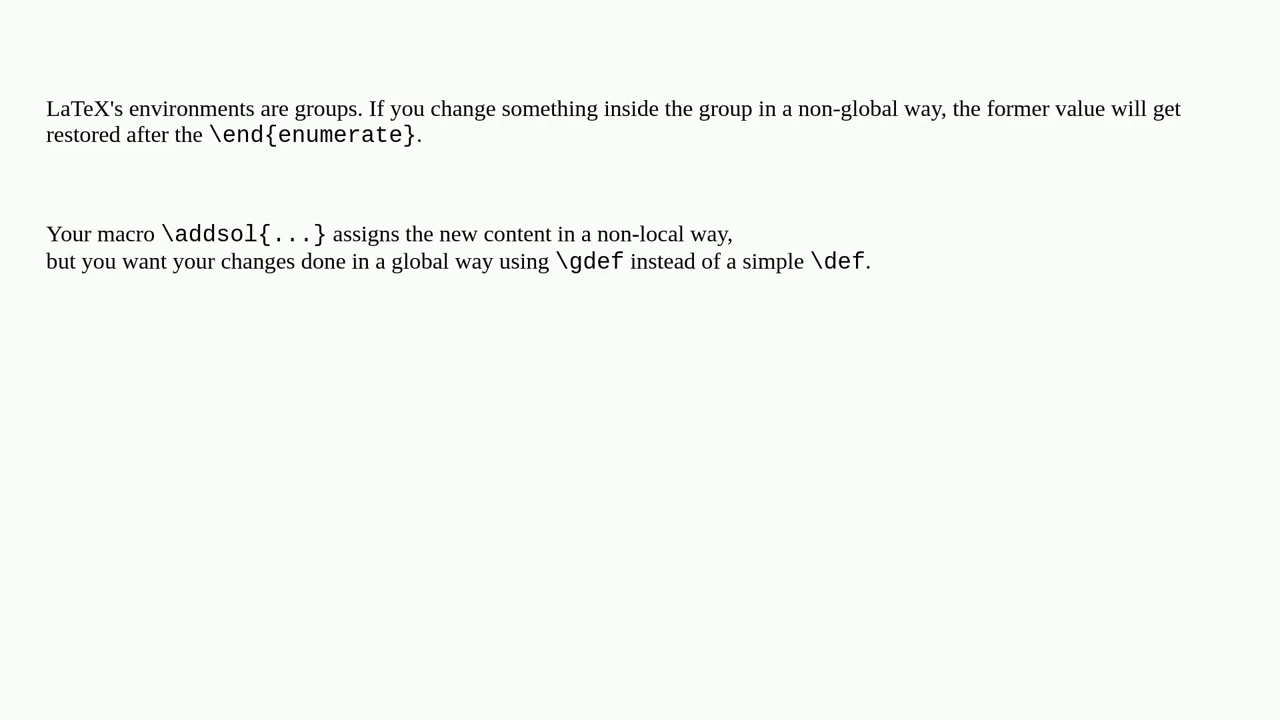 LaTeX's environments are groups. If you change something inside the group in a non-global way, the former value will get
restored after the \end{enumerate}.
Your macro \addsol{...} assigns the new content in a non-local way,
but you want your changes done in a global way using \gdef instead of a simple \def.